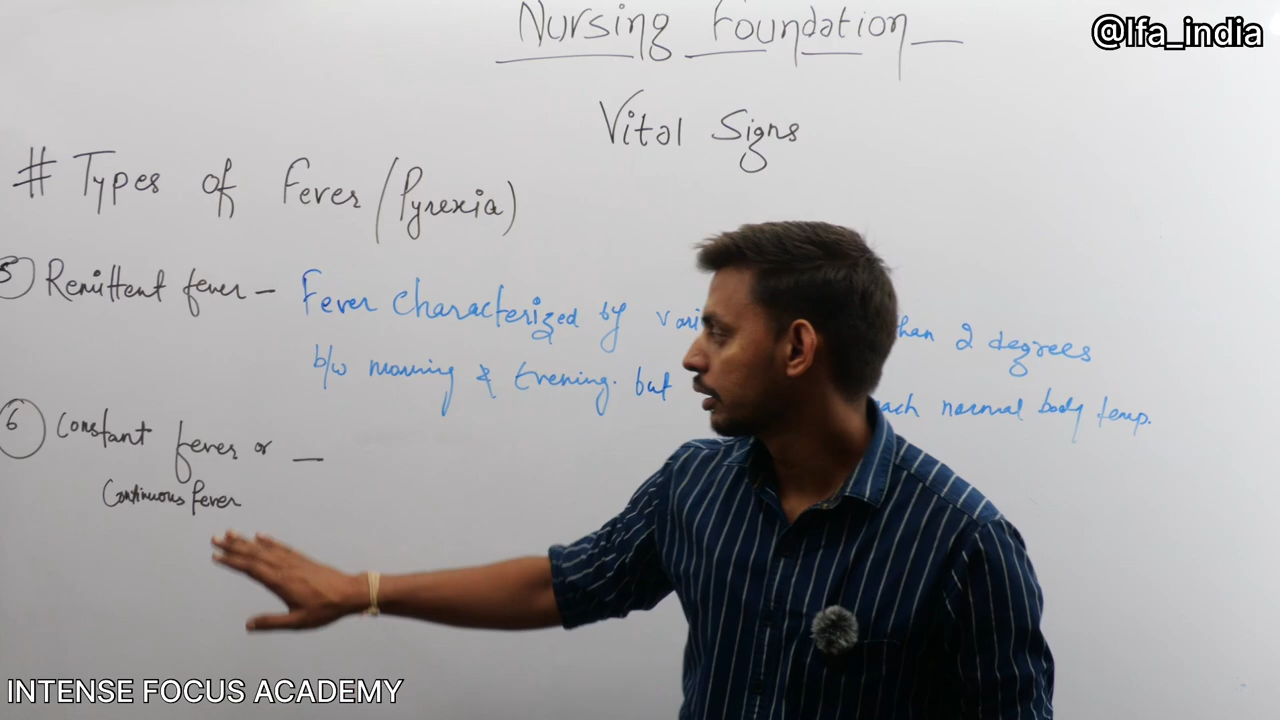 Nursing Foundation
@lfa_india
Vital Signs
# Types of Fever/(Pyrexia)
5 Remittent fever - Fever Characterized by than 2 degrees
b/w morning & Evening. but normal body temp.
6 Constant fever or -
Continuous fever
INTENSE FOCUS ACADEMY